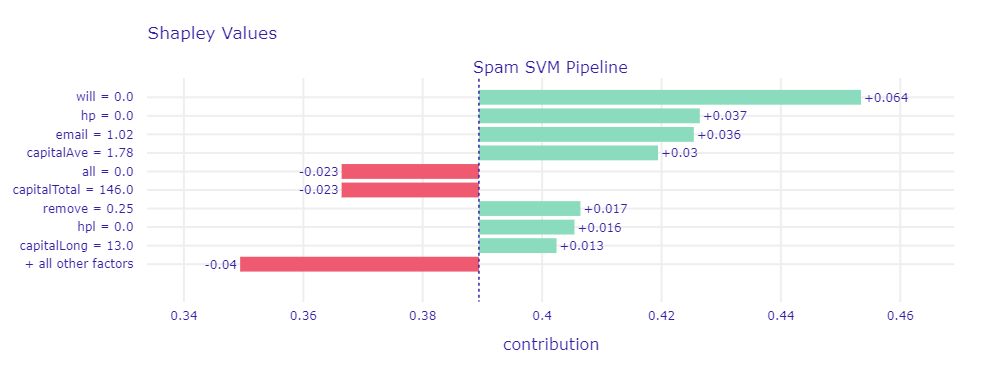 Shapley Values
Spam SVM Pipeline
will = 0.0
+0.064
hp = 0.0
+0.037
email = 1.02
+0.036
capitalAve = 1.78
+0.03
all = 0.0
-0.023
capitalTotal = 146.0
-0.023
remove = 0.25
+0.017
hpl = 0.0
+0.016
capitalLong = 13.0
+0.013
+ all other factors
-0.04
0.34 0.36 0.38 0.4 0.42 0.44 0.46
contribution